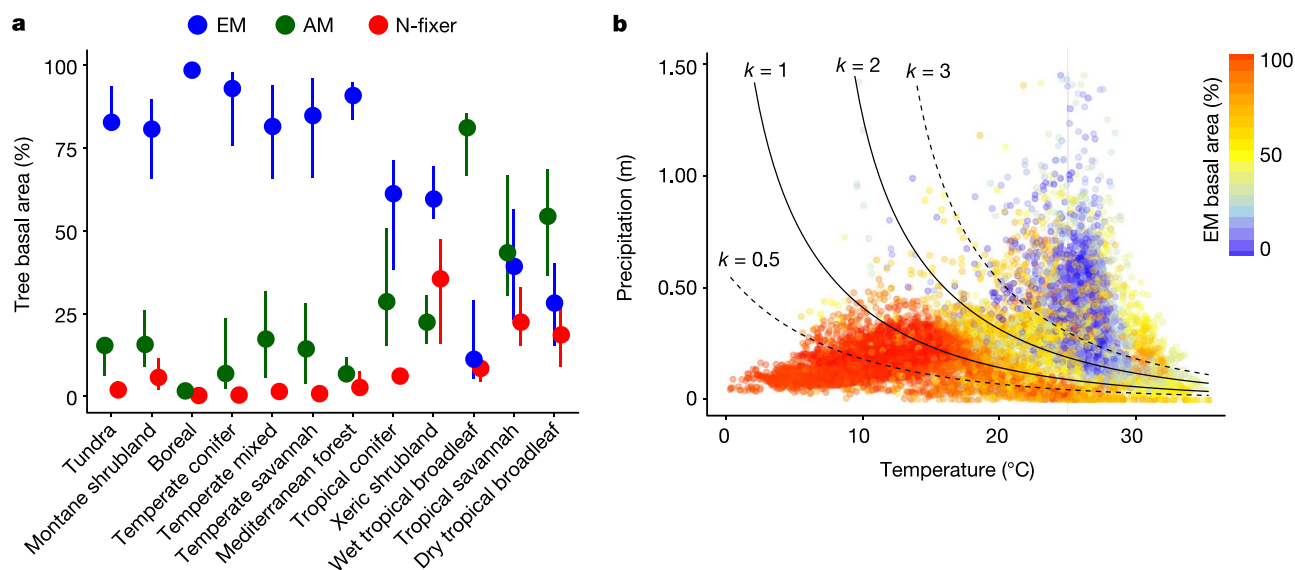 a
EM
AM
N-fixer
Tree basal area (%)
100
75
50
25
0
Tundra
Montane shrubland
Boreal
Temperate conifer
Temperate mixed
Temperate savannah
Mediterranean forest
Tropical conifer
Xeric shrubland
Wet tropical broadleaf
Tropical savannah
Dry tropical broadleaf
b
Precipitation (m)
1.50
1.00
0.50
0
k = 1
k = 2
k = 3
k = 0.5
0
10
20
30
Temperature (°C)
EM basal area (%)
100
50
0